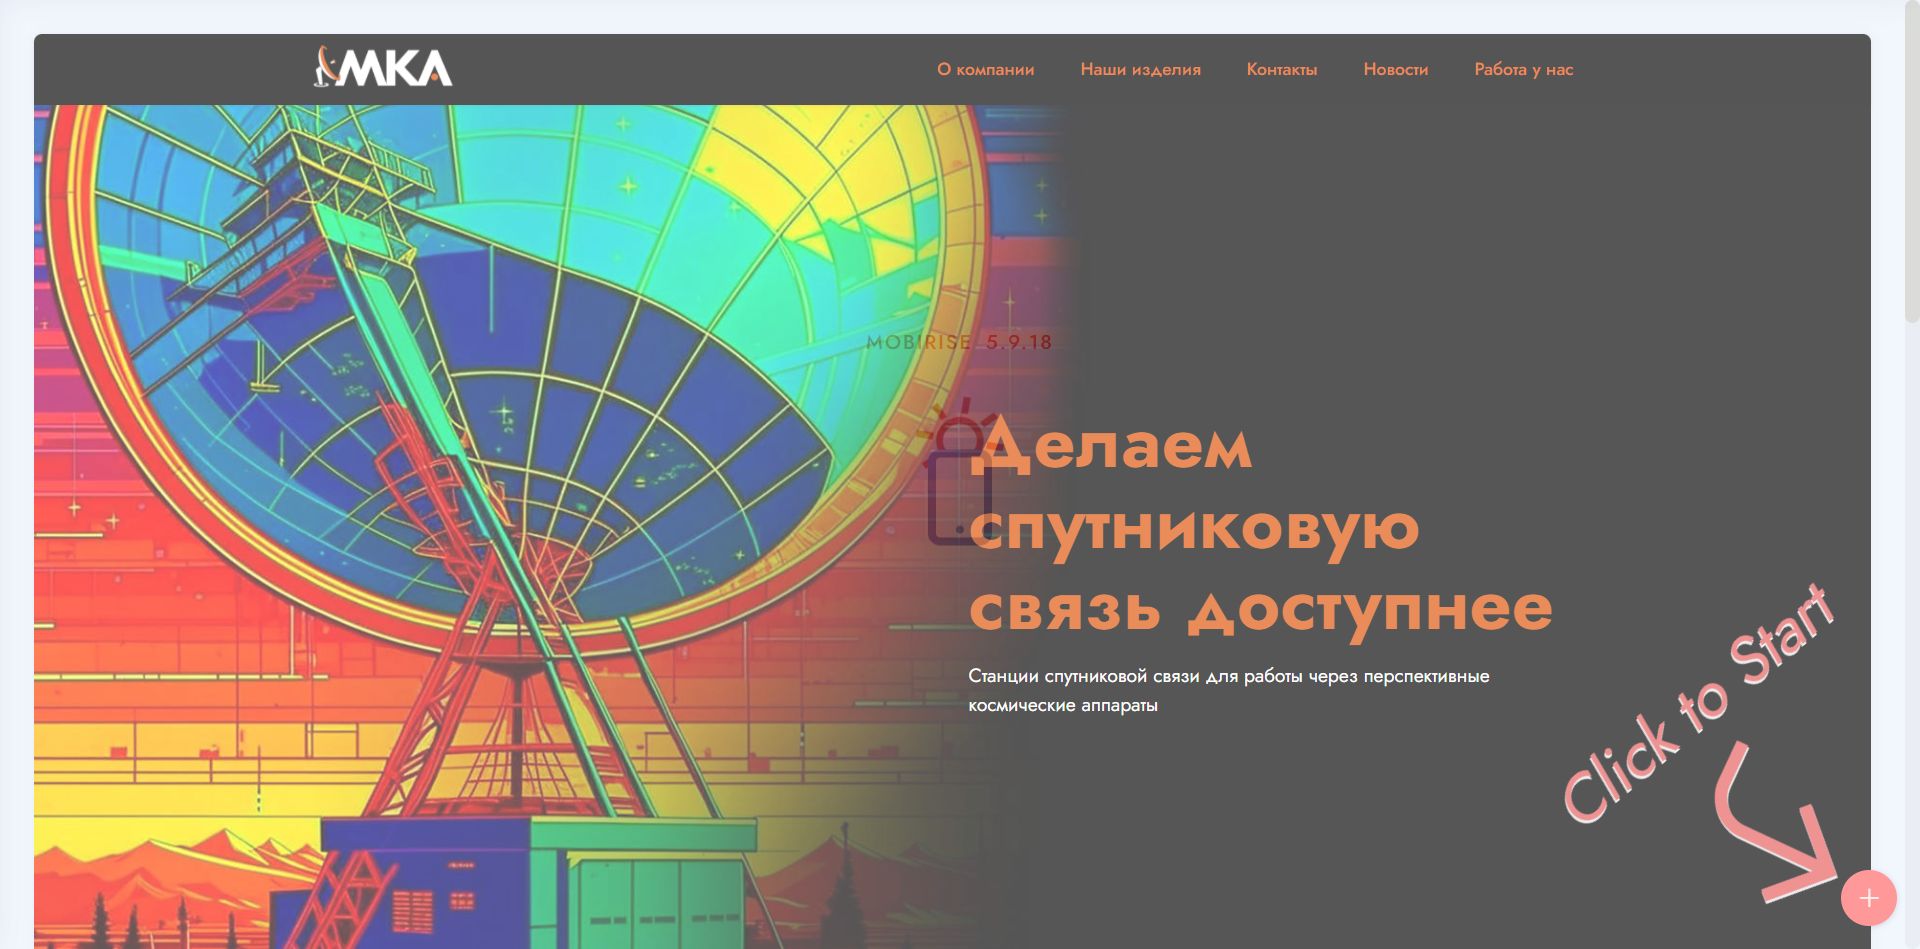 МКА
О компании
Наши изделия
Контакты
Новости
Работа у нас
MOBIRISE 5.9.18
Делаем
спутниковую
связь доступнее
Станции спутниковой связи для работы через перспективные
космические аппараты
Click to Start